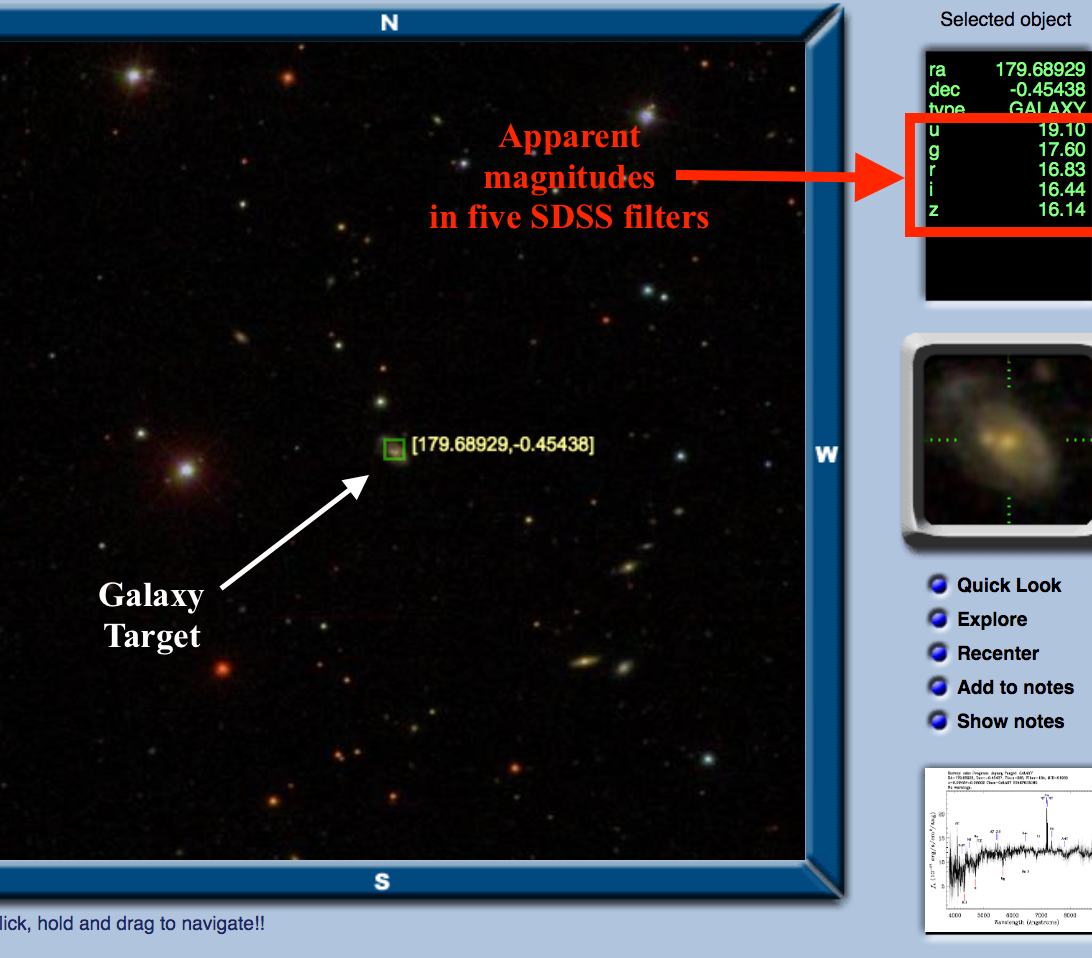 N
Selected object
ra 179.68929
dec -0.45438
type GALAXY
u 19.10
g 17.60
r 16.83
i 16.44
z 16.14
Apparent
magnitudes
in five SDSS filters
[179.68929,-0.45438]
W
Galaxy
Target
Quick Look
Explore
Recenter
Add to notes
Show notes
S
lick, hold and drag to navigate!!
4000 5000 6000 7000 8000
Wavelength (Angstroms)